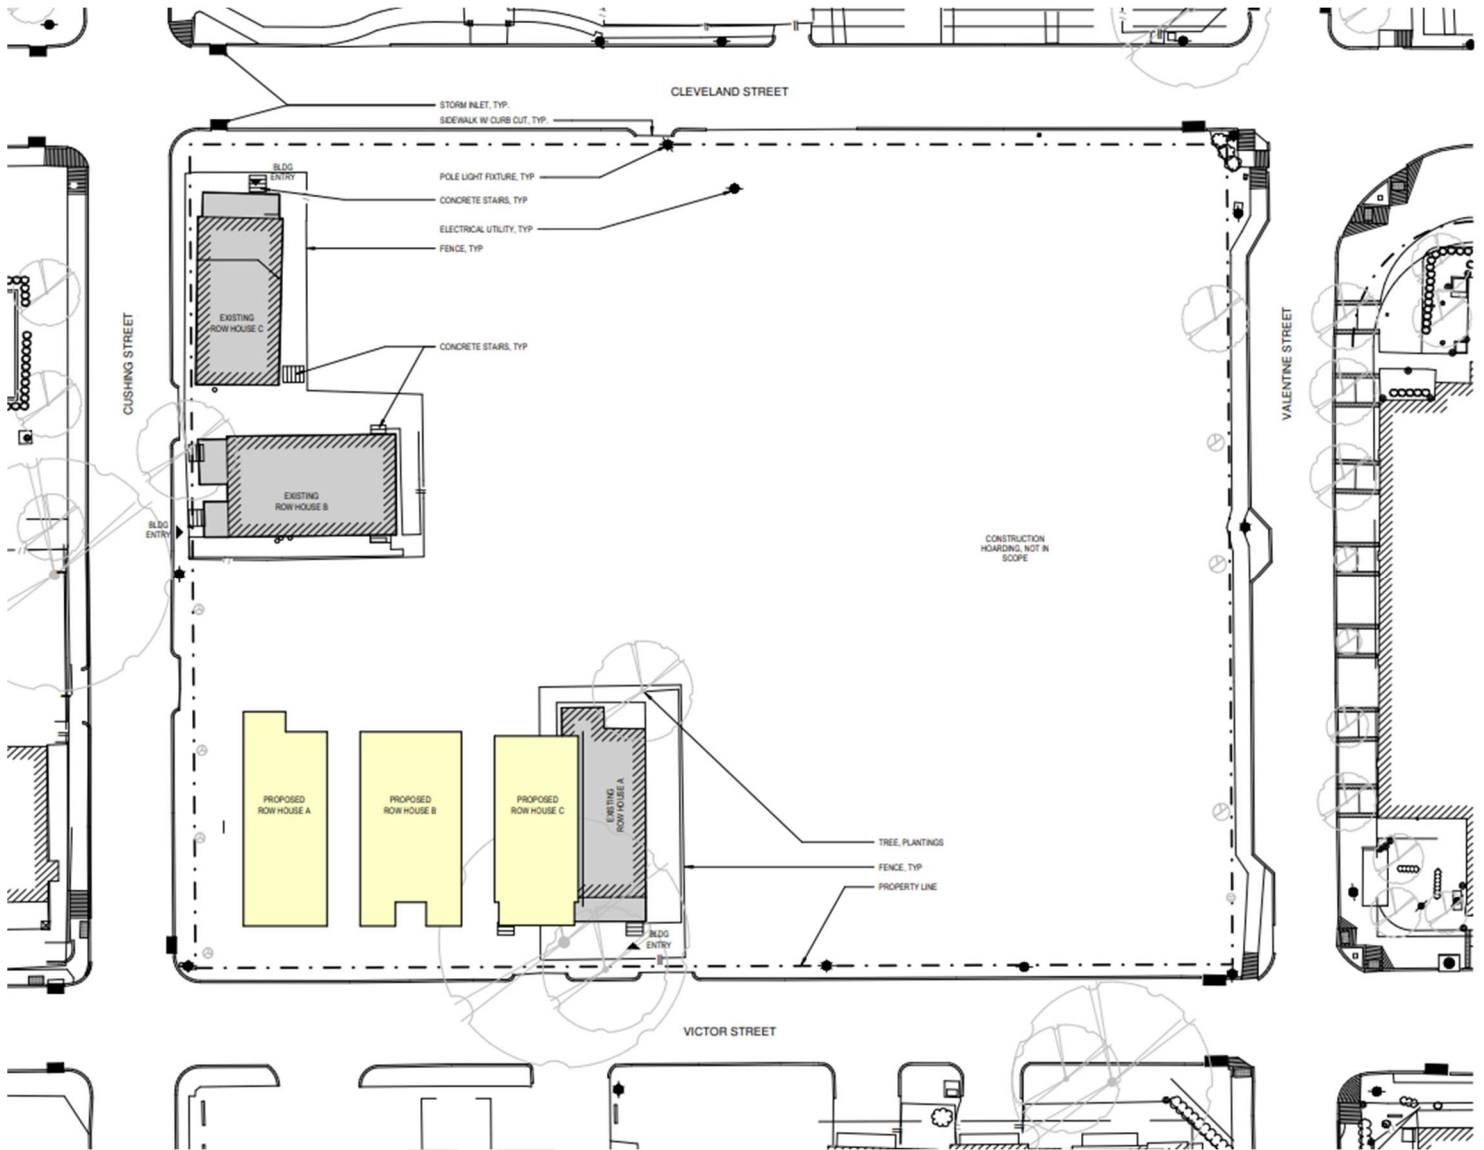 CLEVELAND STREET
STORM INLET, TYP.
SIDEWALK W/ CURB CUT, TYP.
BLDG
ENTRY
POLE LIGHT FIXTURE, TYP
CONCRETE STAIRS, TYP
ELECTRICAL UTILITY, TYP
FENCE, TYP
EXISTING
ROW HOUSE C
CONCRETE STAIRS, TYP
CUSHING STREET
VALENTINE STREET
EXISTING
ROW HOUSE B
BLDG
ENTRY
CONSTRUCTION
HOARDING, NOT IN
SCOPE
PROPOSED
ROW HOUSE A
PROPOSED
ROW HOUSE B
PROPOSED
ROW HOUSE C
EXISTING
ROW HOUSE A
TREE, PLANTINGS
FENCE, TYP
PROPERTY LINE
BLDG
ENTRY
VICTOR STREET